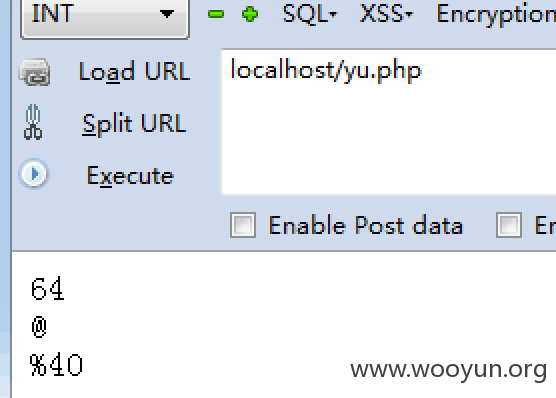 INT SQL▾ XSS▾ Encryption
Load URL localhost/yu.php
Split URL
Execute
Enable Post data
64
@
%40
www.wooyun.org